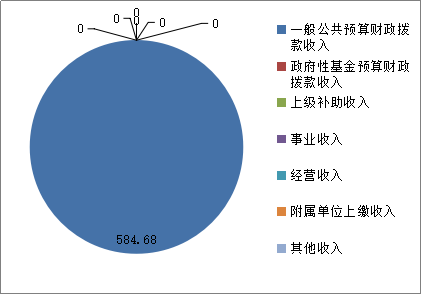 0
0
0
0
0
0
584.68
一般公共预算财政拨
款收入
政府性基金预算财政
拨款收入
上级补助收入
事业收入
经营收入
附属单位上缴收入
其他收入